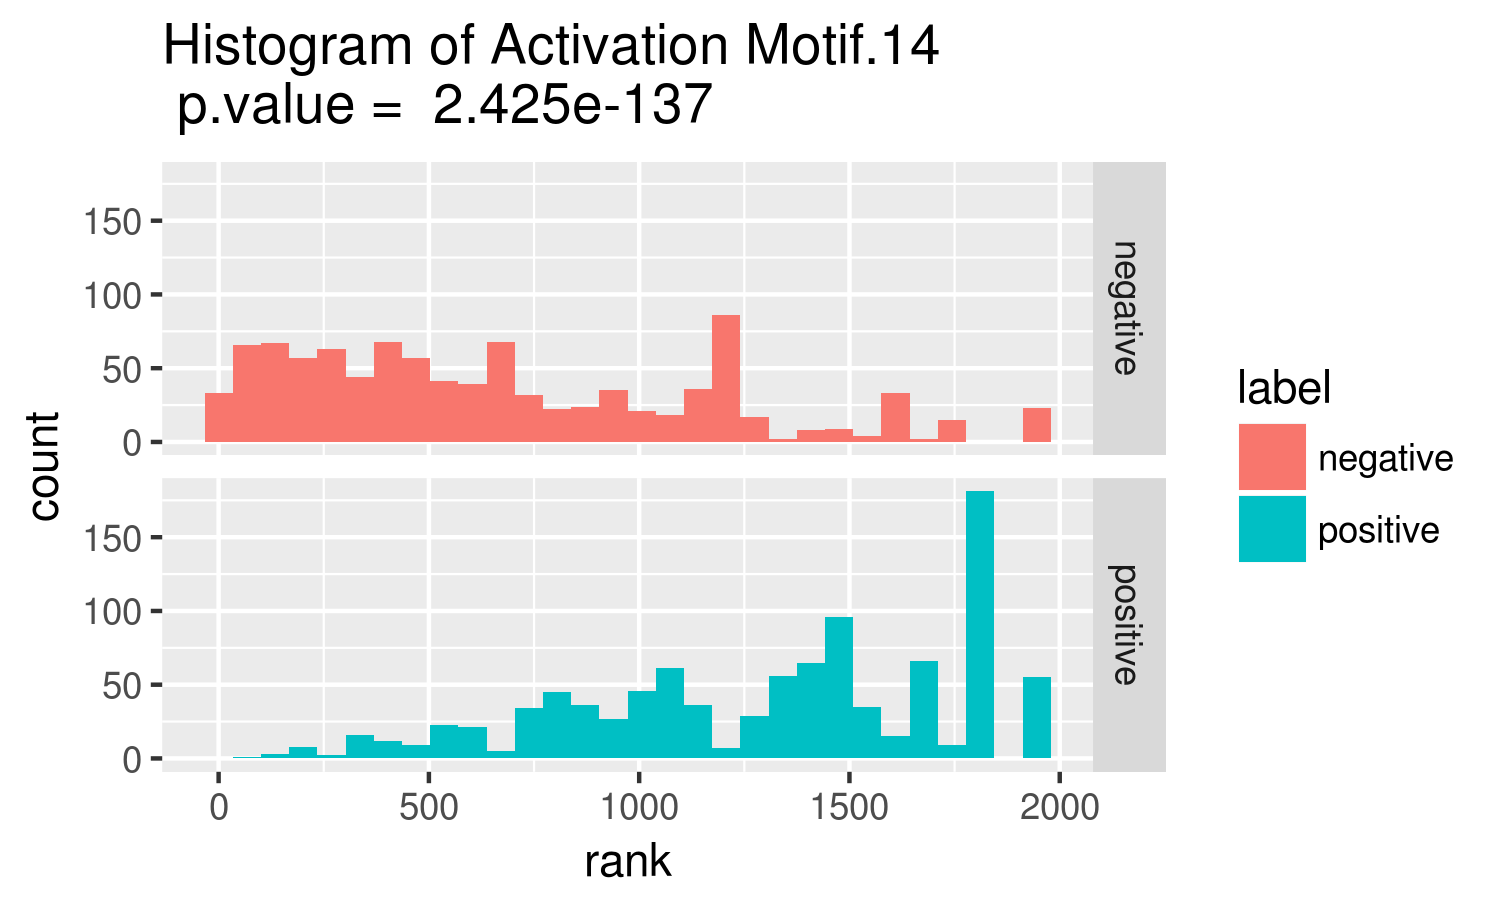 Histogram of Activation Motif.14
p.value = 2.425e-137
150
100
50
0
negative
150
100
50
0
positive
0 500 1000 1500 2000
rank
count
label
negative
positive